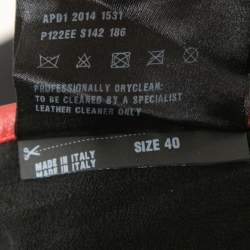 APD1 2014 1531
P122EE S142 186
PROFESSIONALLY DRYCLEAN:
TO BE CLEANED BY A SPECIALIST
LEATHER CLEANER ONLY
SIZE 40
MADE IN ITALY
MADE IN ITALY